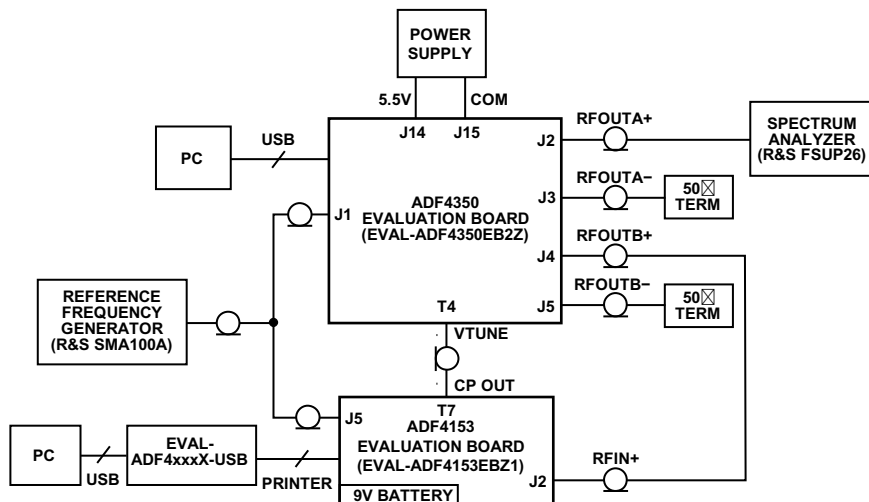 POWER
SUPPLY
5.5V
COM
USB
PC
J14
J15
J2
RFOUTA+
SPECTRUM
ANALYZER
(R&S FSUP26)
J1
ADF4350
EVALUATION BOARD
(EVAL-ADF4350EB2Z)
J3
RFOUTA−
50
TERM
J4
RFOUTB+
J5
RFOUTB−
50
TERM
REFERENCE
FREQUENCY
GENERATOR
(R&S SMA100A)
T4
VTUNE
CP OUT
J5
T7
ADF4153
EVALUATION BOARD
(EVAL-ADF4153EBZ1)
J2
RFIN+
PC
USB
EVAL-
ADF4xxxX-USB
PRINTER
9V BATTERY